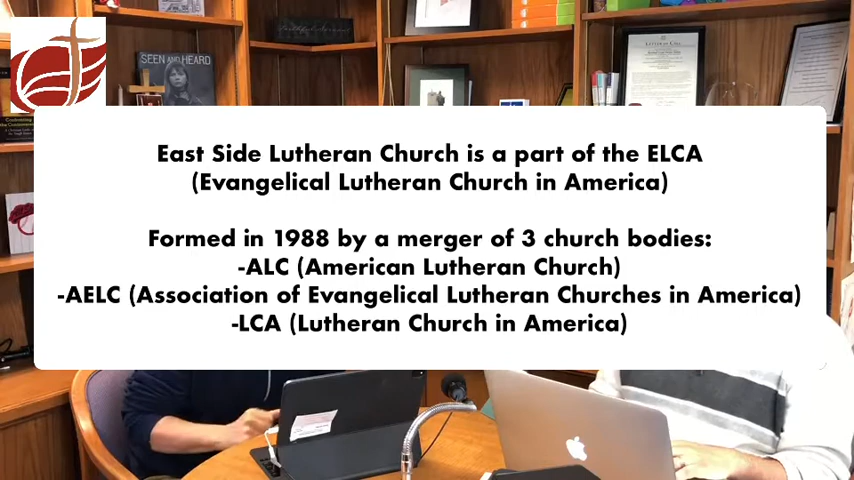 SEEN AND HEARD
East Side Lutheran Church is a part of the ELCA
(Evangelical Lutheran Church in America)
Formed in 1988 by a merger of 3 church bodies:
-ALC (American Lutheran Church)
-AELC (Association of Evangelical Lutheran Churches in America)
-LCA (Lutheran Church in America)